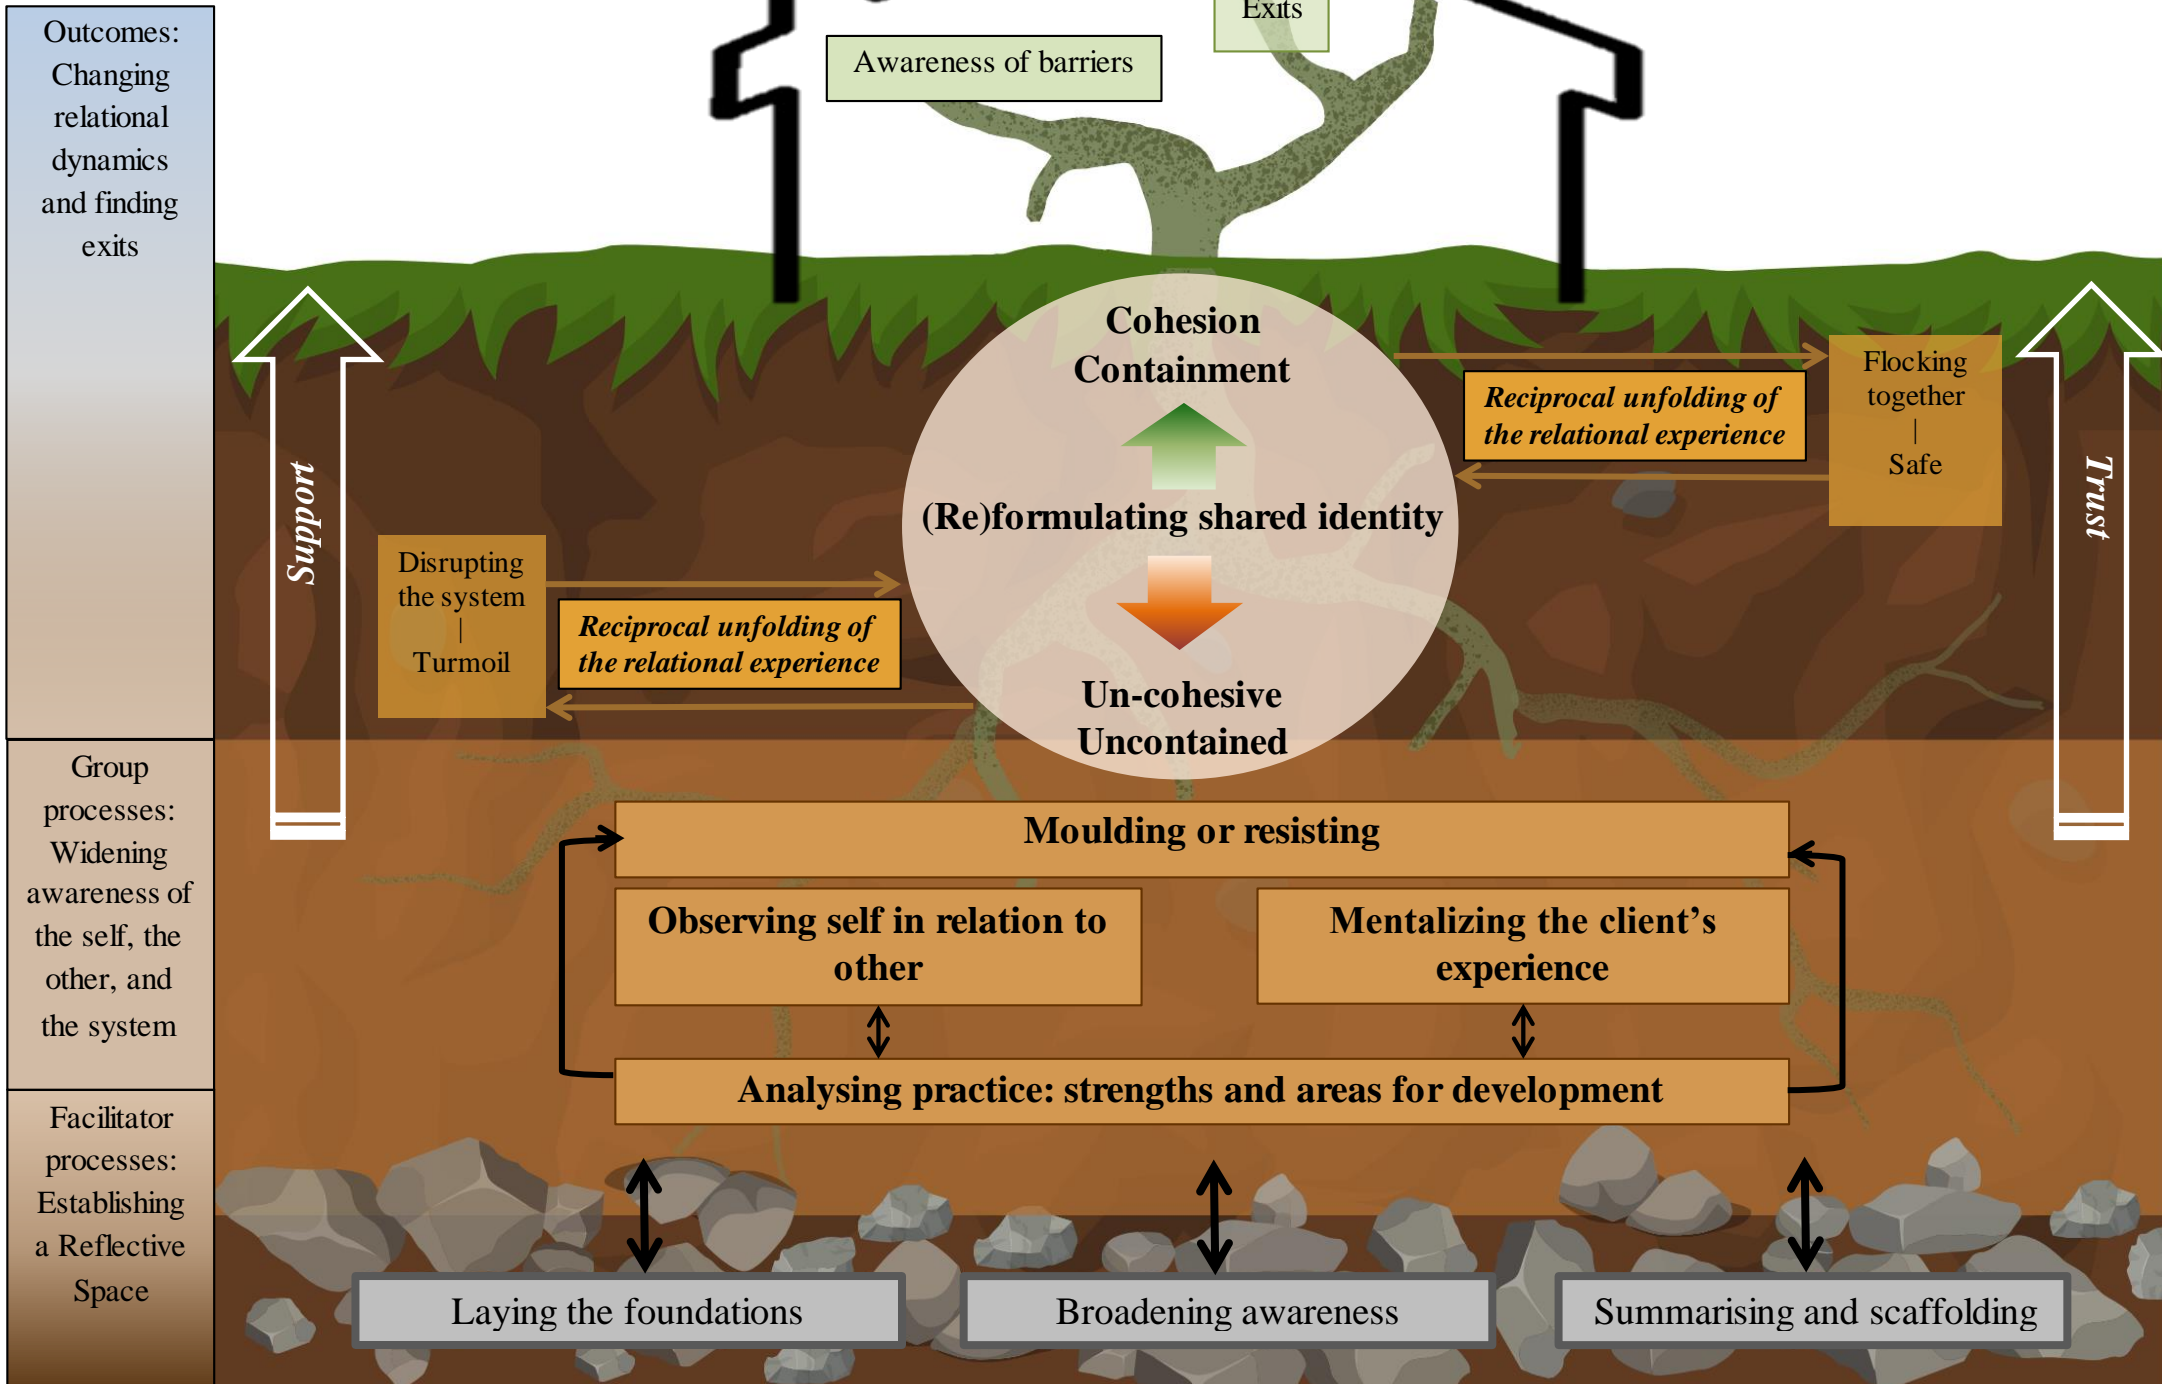 Outcomes:
Changing
relational
dynamics
and finding
exits
Exits
Awareness of barriers
Support
Trust
Cohesion
Containment
(Re)formulating shared identity
Un-cohesive
Uncontained
Reciprocal unfolding of
the relational experience
Flocking
together
|
Safe
Disrupting
the system
|
Turmoil
Reciprocal unfolding of
the relational experience
Group
processes:
Widening
awareness of
the self, the
other, and
the system
Moulding or resisting
Observing self in relation to
other
Mentalizing the client’s
experience
Analysing practice: strengths and areas for development
Facilitator
processes:
Establishing
a Reflective
Space
Laying the foundations
Broadening awareness
Summarising and scaffolding